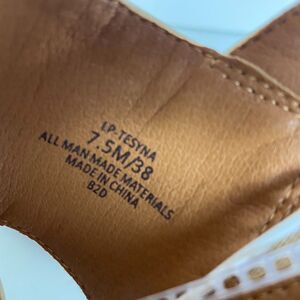 LP-TESYNA
7.5M/38
ALL MAN MADE MATERIALS
MADE IN CHINA
B2D